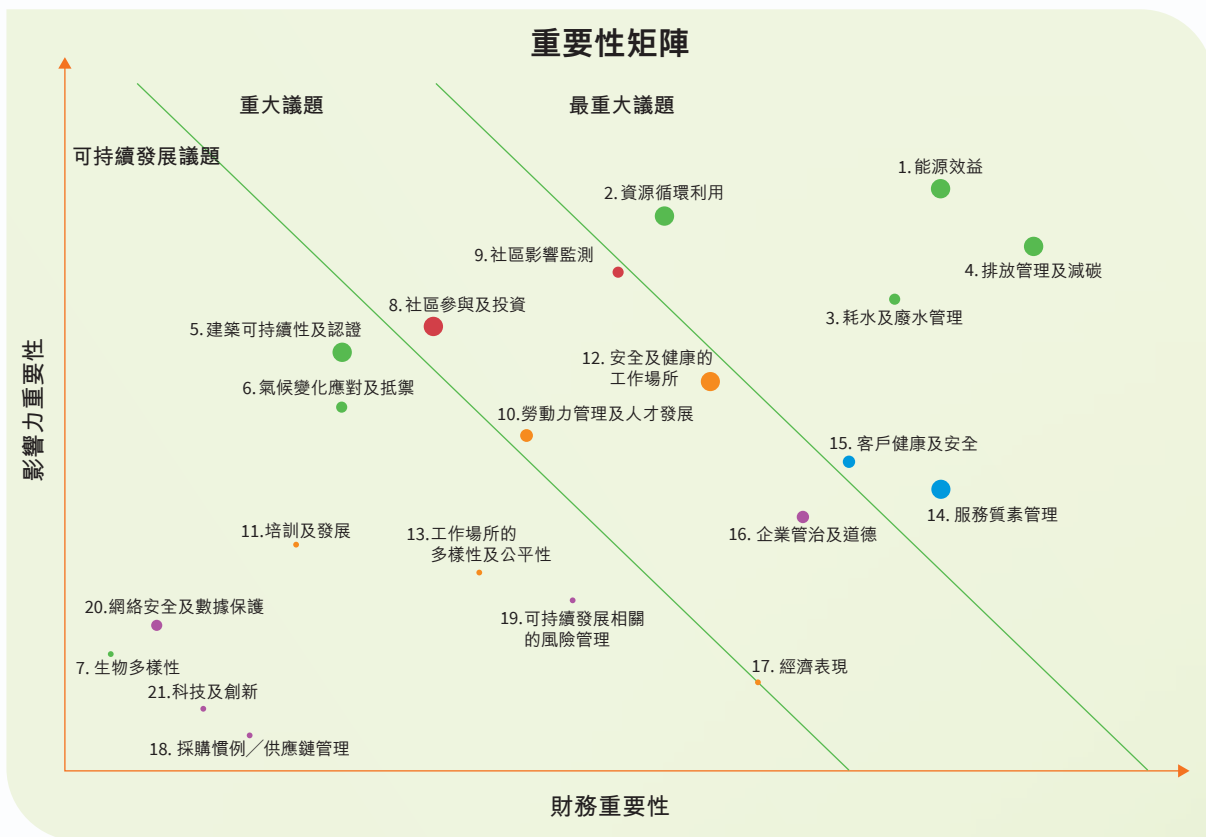 重要性矩陣
重大議題
最重大議題
可持續發展議題
1.能源效益
2.資源循環利用
9.社區影響監測
4.排放管理及減碳
8.社區參與及投資
3.耗水及廢水管理
5.建築可持續性及認證
12.安全及健康的
工作場所
6.氣候變化應對及抵禦
10.勞動力管理及人才發展
15.客戶健康及安全
14.服務質素管理
11.培訓及發展
13.工作場所的
多樣性及公平性
16.企業管治及道德
20.網絡安全及數據保護
19.可持續發展相關
的風險管理
7.生物多樣性
17.經濟表現
21.科技及創新
18.採購慣例╱供應鏈管理
影響力重要性
財務重要性